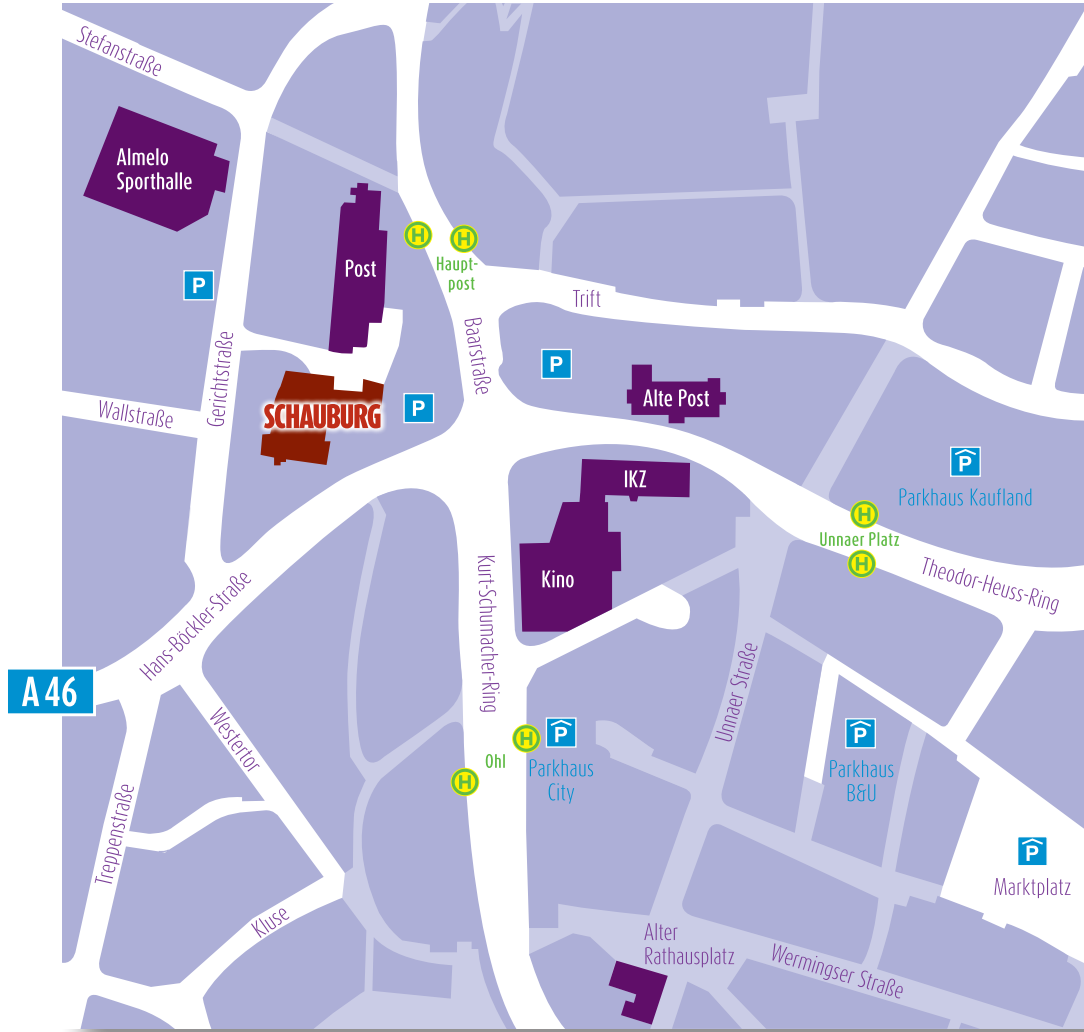 Stefanstraße
Almelo
Sporthalle
Post
H
H
Haupt-
post
P
Trift
Gerichtstraße
Baarstraße
P
Alte Post
SCHAUBURG
P
Wallstraße
IKZ
P
Parkhaus Kaufland
H
Unnaer Platz
H
Theodor-Heuss-Ring
Kino
Kurt-Schumacher-Ring
Hans-Böckler-Straße
A 46
Unnaer Straße
Westertor
H
P
Ohl
Parkhaus
City
H
P
Parkhaus
B&U
Treppenstraße
P
Marktplatz
Kluse
Alter
Rathausplatz
Wermingser Straße